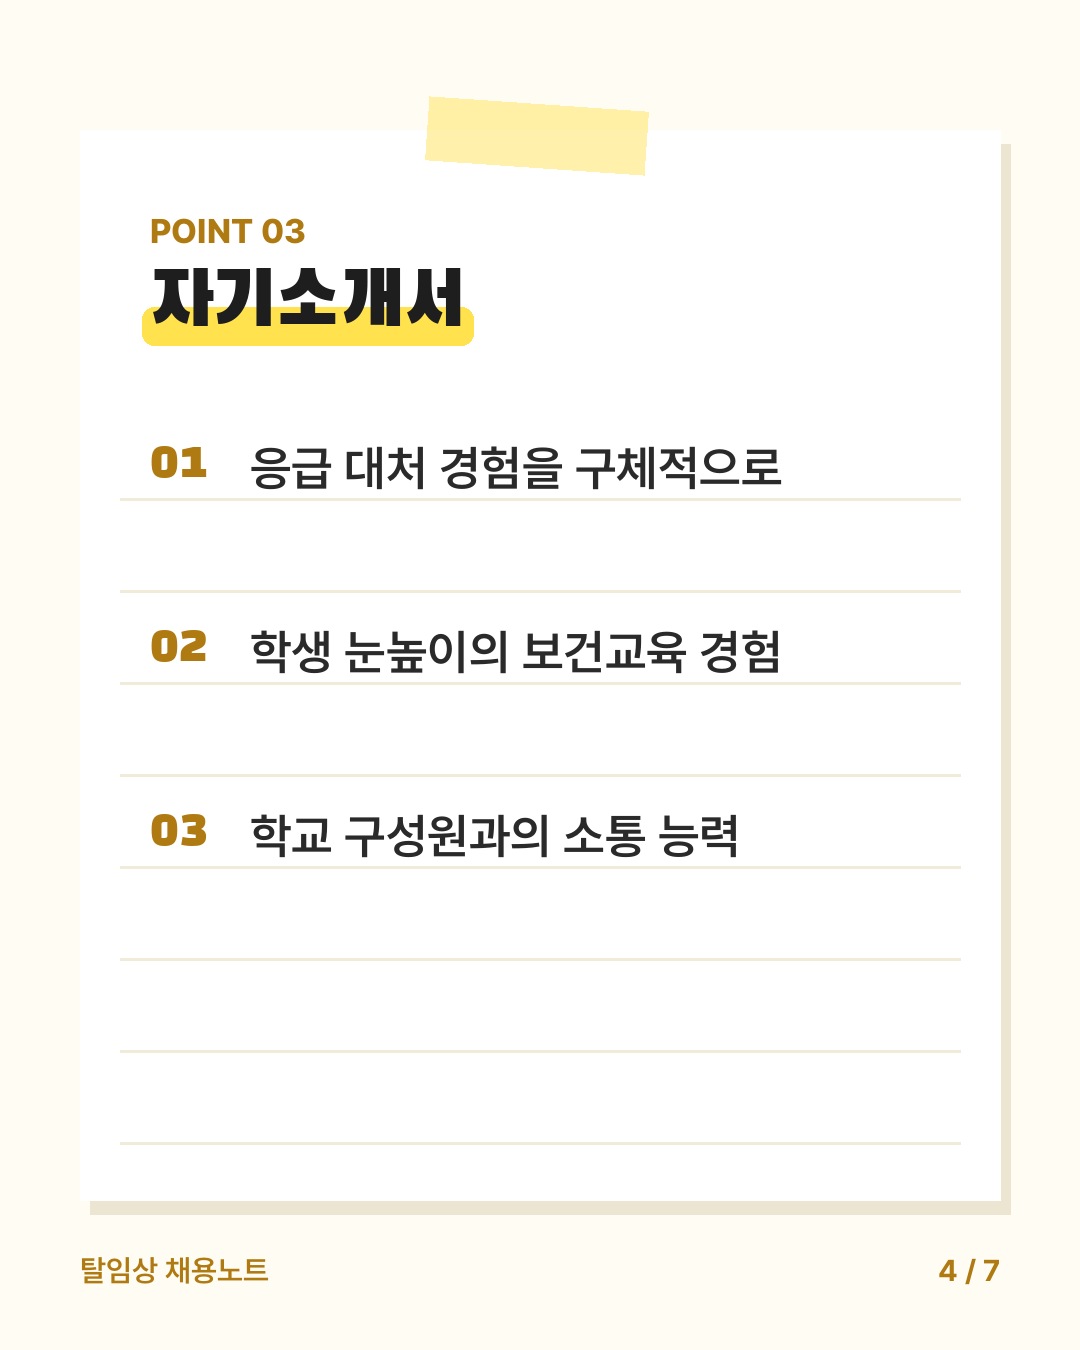 POINT 03
자기소개서
01 응급 대처 경험을 구체적으로
02 학생 눈높이의 보건교육 경험
03 학교 구성원과의 소통 능력
탈임상 채용노트
4 / 7